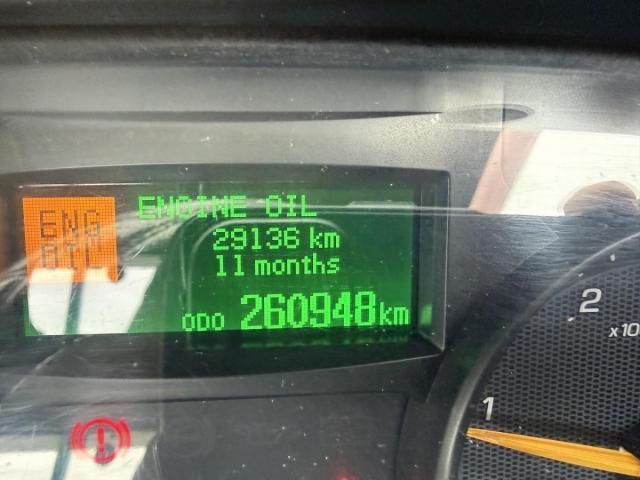 ENG
OIL
ENGINE OIL
29136 km
11 months
ODO 260948km
2
x10
1